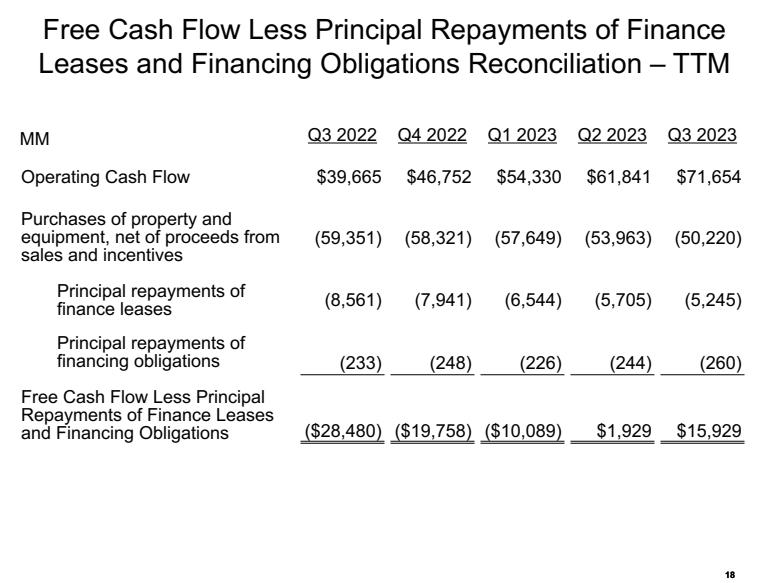 Free Cash Flow Less Principal Repayments of Finance
Leases and Financing Obligations Reconciliation – TTM
MM Q3 2022 Q4 2022 Q1 2023 Q2 2023 Q3 2023
Operating Cash Flow $39,665 $46,752 $54,330 $61,841 $71,654
Purchases of property and
equipment, net of proceeds from (59,351) (58,321) (57,649) (53,963) (50,220)
sales and incentives
Principal repayments of
finance leases (8,561) (7,941) (6,544) (5,705) (5,245)
Principal repayments of
financing obligations (233) (248) (226) (244) (260)
Free Cash Flow Less Principal
Repayments of Finance Leases
and Financing Obligations ($28,480) ($19,758) ($10,089) $1,929 $15,929
18